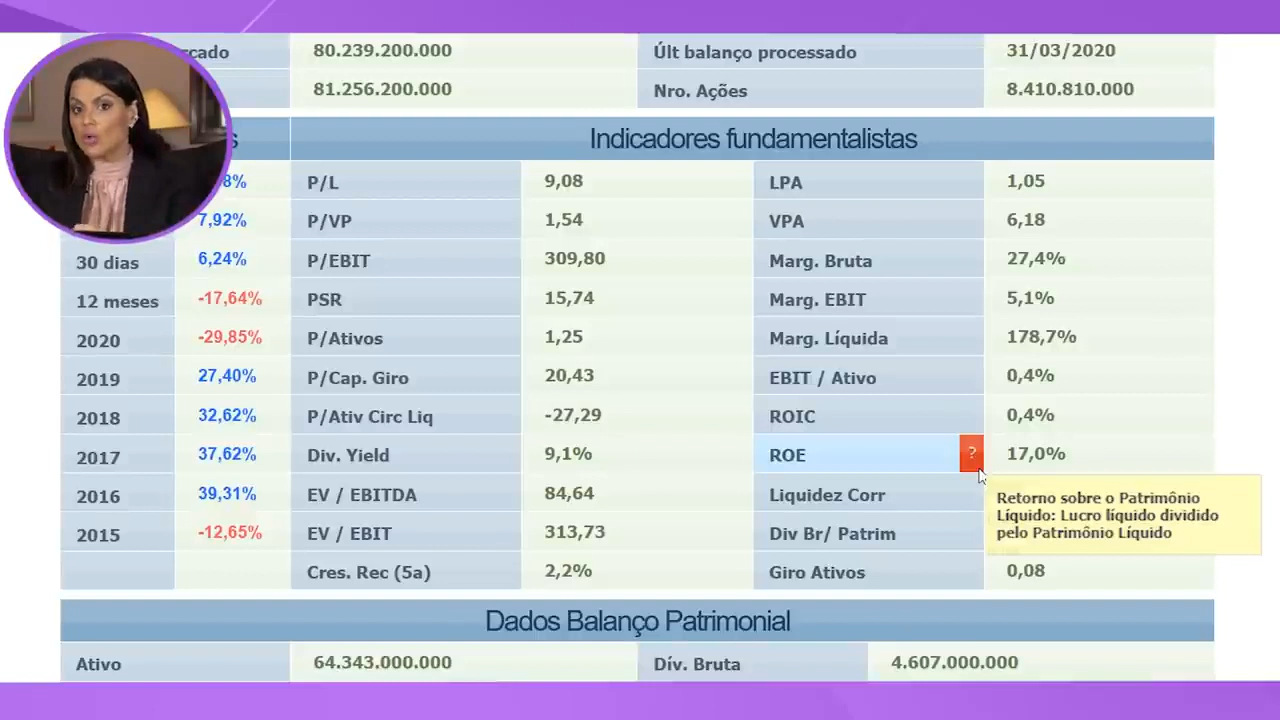 80.239.200.000 Últ balanço processado 31/03/2020
81.256.200.000 Nro. Ações 8.410.810.000
Indicadores fundamentalistas
P/L 9,08 LPA 1,05
7,92% P/VP 1,54 VPA 6,18
30 dias 6,24% P/EBIT 309,80 Marg. Bruta 27,4%
12 meses -17,64% PSR 15,74 Marg. EBIT 5,1%
2020 -29,85% P/Ativos 1,25 Marg. Líquida 178,7%
2019 27,40% P/Cap. Giro 20,43 EBIT / Ativo 0,4%
2018 32,62% P/Ativ Circ Liq -27,29 ROIC 0,4%
2017 37,62% Div. Yield 9,1% ROE ? 17,0%
2016 39,31% EV / EBITDA 84,64 Liquidez Corr
2015 -12,65% EV / EBIT 313,73 Div Br/ Patrim
Retorno sobre o Patrimônio
Líquido: Lucro líquido dividido
pelo Patrimônio Líquido
Cres. Rec (5a) 2,2% Giro Ativos 0,08
Dados Balanço Patrimonial
Ativo 64.343.000.000 Dív. Bruta 4.607.000.000